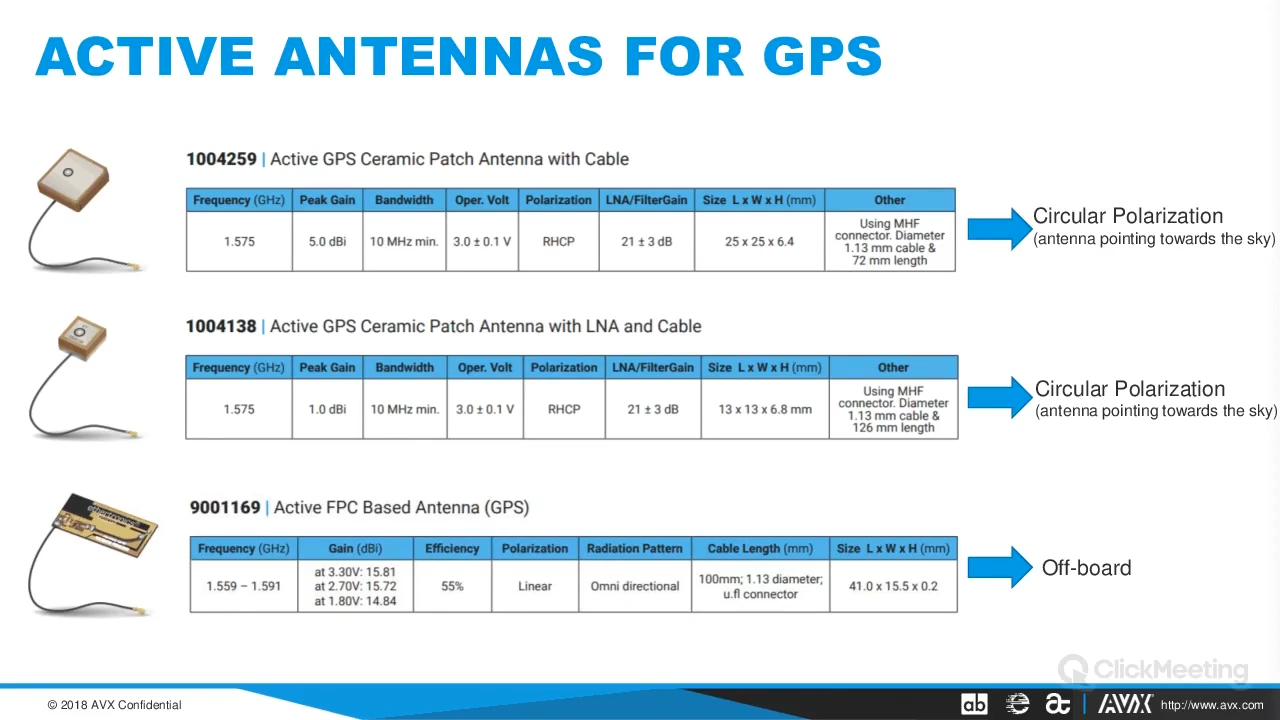 ACTIVE ANTENNAS FOR GPS
1004259 | Active GPS Ceramic Patch Antenna with Cable
Frequency (GHz) Peak Gain Bandwidth Oper. Volt Polarization LNA/FilterGain Size L x W x H (mm) Other
1.575 5.0 dBi 10 MHz min. 3.0 ± 0.1 V RHCP 21 ± 3 dB 25 x 25 x 6.4
Using MHF
connector. Diameter
1.13 mm cable &
72 mm length
Circular Polarization
(antenna pointing towards the sky)
1004138 | Active GPS Ceramic Patch Antenna with LNA and Cable
Frequency (GHz) Peak Gain Bandwidth Oper. Volt Polarization LNA/FilterGain Size L x W x H (mm) Other
1.575 1.0 dBi 10 MHz min. 3.0 ± 0.1 V RHCP 21 ± 3 dB 13 x 13 x 6.8 mm
Using MHF
connector. Diameter
1.13 mm cable &
126 mm length
Circular Polarization
(antenna pointing towards the sky)
9001169 | Active FPC Based Antenna (GPS)
Frequency (GHz) Gain (dBi) Efficiency Polarization Radiation Pattern Cable Length (mm) Size L x W x H (mm)
1.559 – 1.591
at 3.30V: 15.81
at 2.70V: 15.72
at 1.80V: 14.84
55% Linear Omni directional
100mm; 1.13 diameter;
u.fl connector
41.0 x 15.5 x 0.2
Off-board
ClickMeeting
© 2018 AVX Confidential
ab
AVX
http://www.avx.com